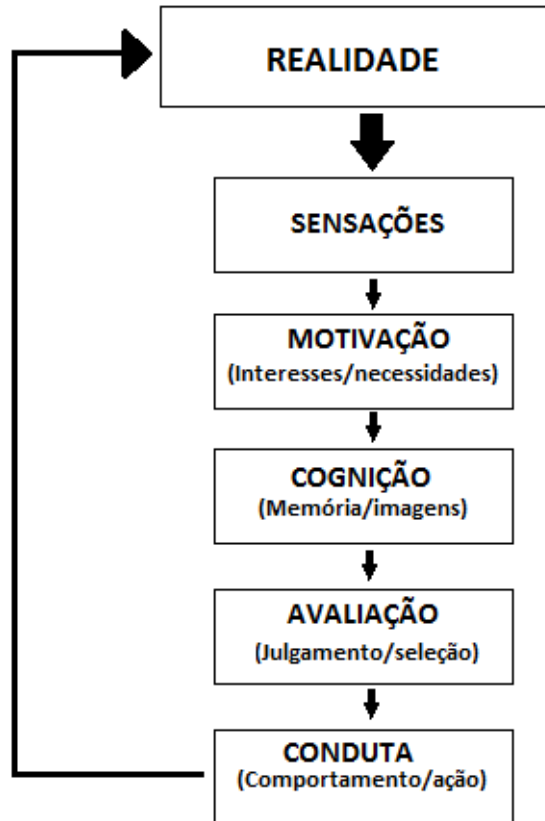 REALIDADE
SENSAÇÕES
MOTIVAÇÃO
(Interesses/necessidades)
COGNIÇÃO
(Memória/imagens)
AVALIAÇÃO
(Julgamento/seleção)
CONDUTA
(Comportamento/ação)